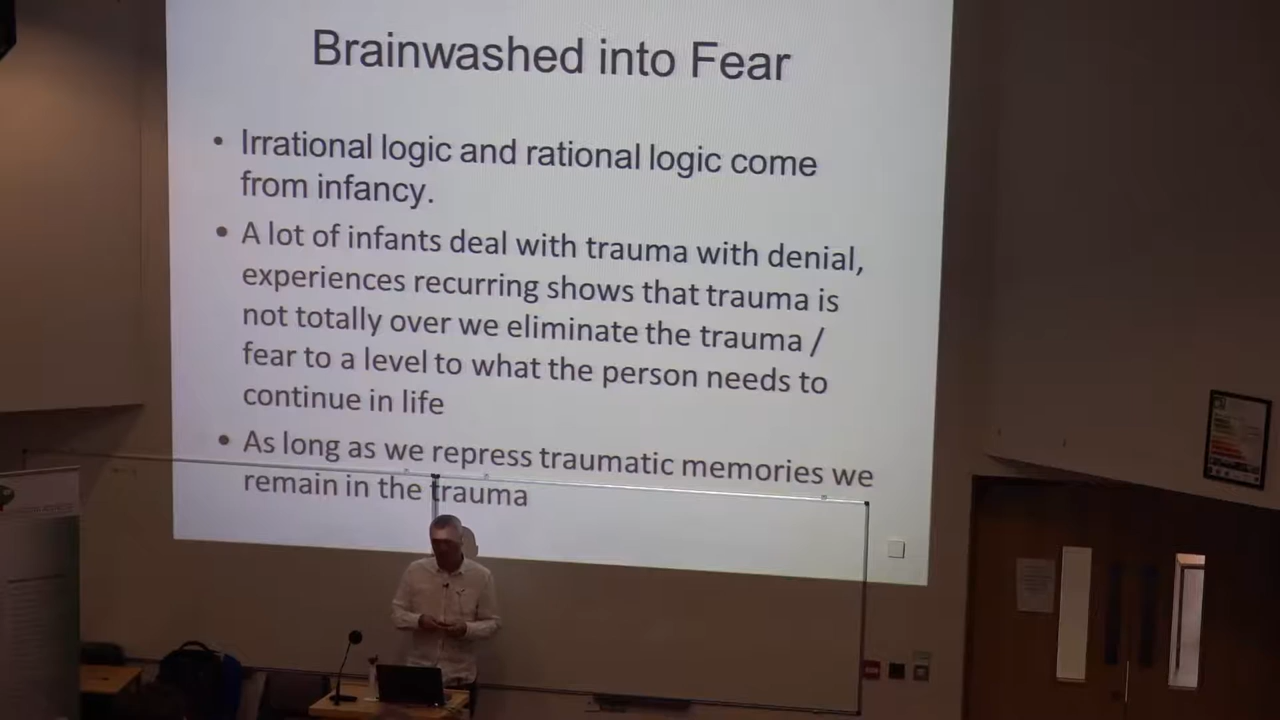 Brainwashed into Fear
• Irrational logic and rational logic come
from infancy.
• A lot of infants deal with trauma with denial,
experiences recurring shows that trauma is
not totally over we eliminate the trauma /
fear to a level to what the person needs to
continue in life
• As long as we repress traumatic memories we
remain in the trauma